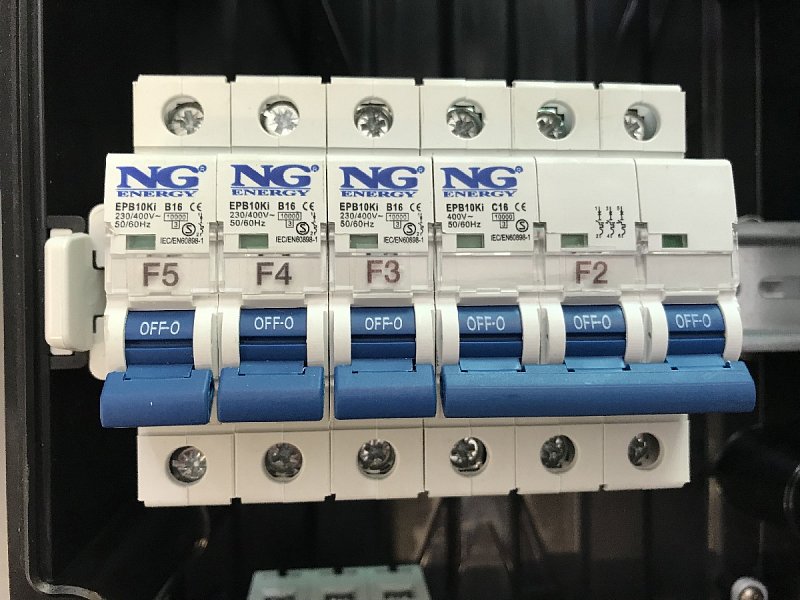 NG®
ENERGY
EPB10Ki B16 CE
230/400V~ 10000
50/60Hz 3 S
IEC/EN60898-1
F5
OFF-O
NG®
ENERGY
EPB10Ki B16 CE
230/400V~ 10000
50/60Hz 3 S
IEC/EN60898-1
F4
OFF-O
NG®
ENERGY
EPB10Ki B16 CE
230/400V~ 10000
50/60Hz 3 S
IEC/EN60898-1
F3
OFF-O
NG®
ENERGY
EPB10Ki C16 CE
400V~ 10000
50/60Hz 3 S
IEC/EN60898-1
F2
OFF-O
OFF-O
OFF-O